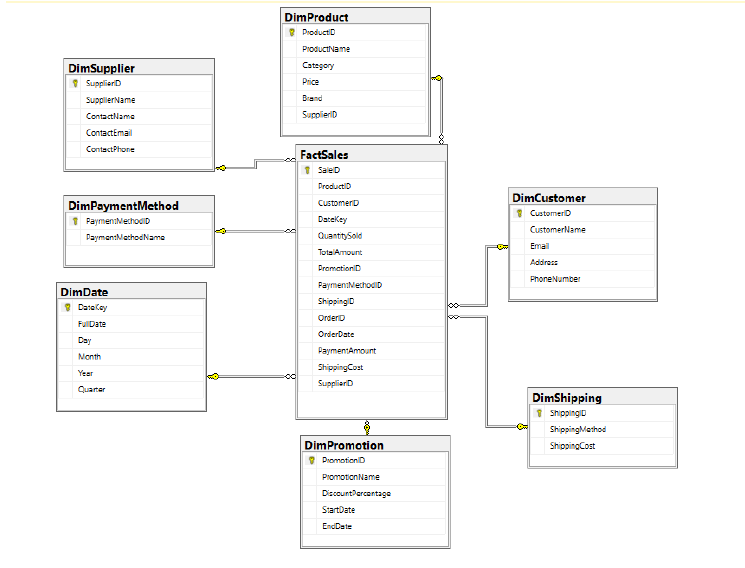 DimProduct
ProductID
ProductName
Category
Price
Brand
SupplierID
DimSupplier
SupplierID
SupplierName
ContactName
ContactEmail
ContactPhone
FactSales
SaleID
ProductID
CustomerID
DateKey
QuantitySold
TotalAmount
PromotionID
PaymentMethodID
ShippingID
OrderID
OrderDate
PaymentAmount
ShippingCost
SupplierID
DimPaymentMethod
PaymentMethodID
PaymentMethodName
DimCustomer
CustomerID
CustomerName
Email
Address
PhoneNumber
DimDate
DateKey
FullDate
Day
Month
Year
Quarter
DimShipping
ShippingID
ShippingMethod
ShippingCost
DimPromotion
PromotionID
PromotionName
DiscountPercentage
StartDate
EndDate